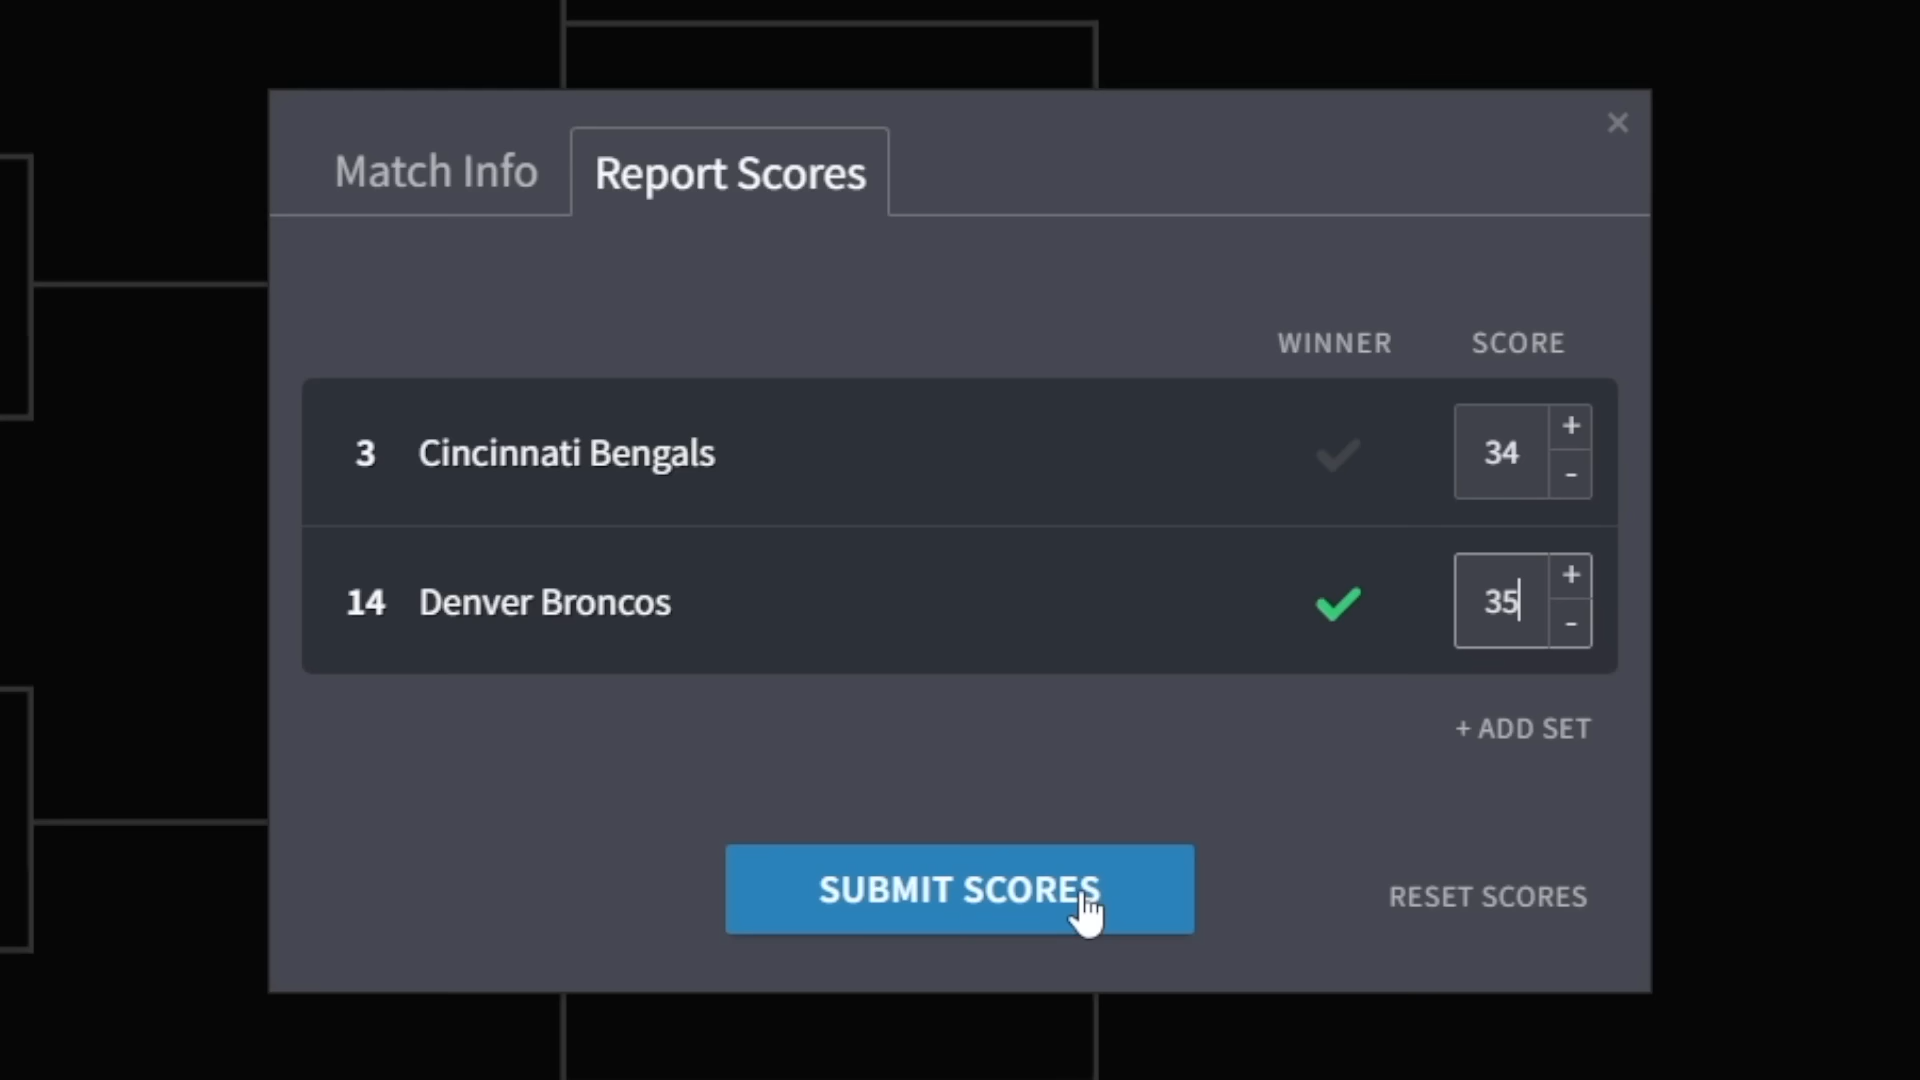 ×
Match Info Report Scores
WINNER SCORE
3 Cincinnati Bengals 34 + -
14 Denver Broncos 35 + -
+ ADD SET
SUBMIT SCORES
RESET SCORES